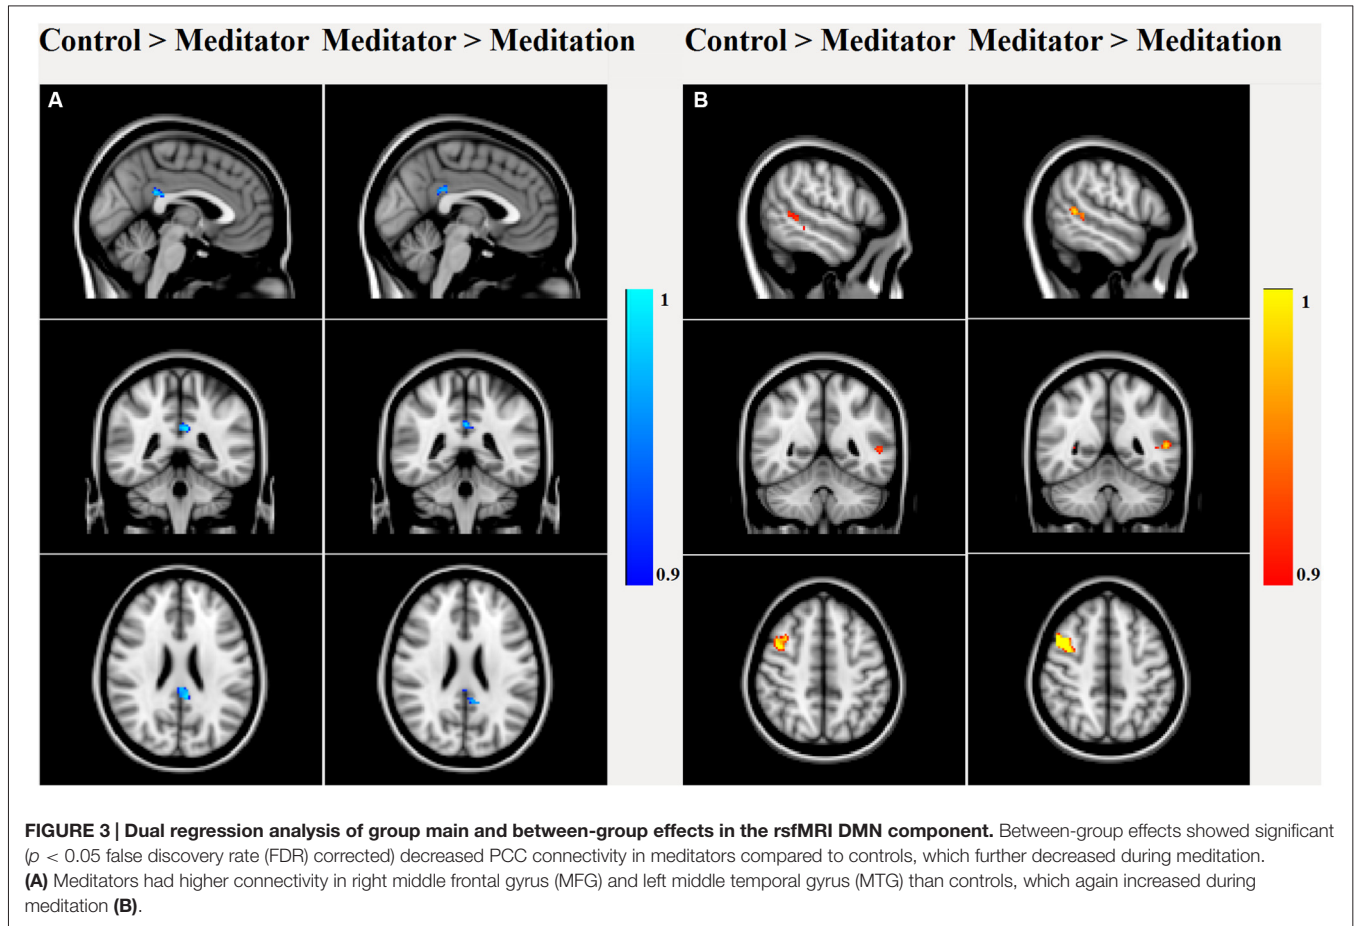 Control > Meditator Meditator > Meditation
Control > Meditator Meditator > Meditation
A
B
1
0.9
1
0.9
FIGURE 3 | Dual regression analysis of group main and between-group effects in the rsfMRI DMN component. Between-group effects showed significant
(p < 0.05 false discovery rate (FDR) corrected) decreased PCC connectivity in meditators compared to controls, which further decreased during meditation.
(A) Meditators had higher connectivity in right middle frontal gyrus (MFG) and left middle temporal gyrus (MTG) than controls, which again increased during
meditation (B).